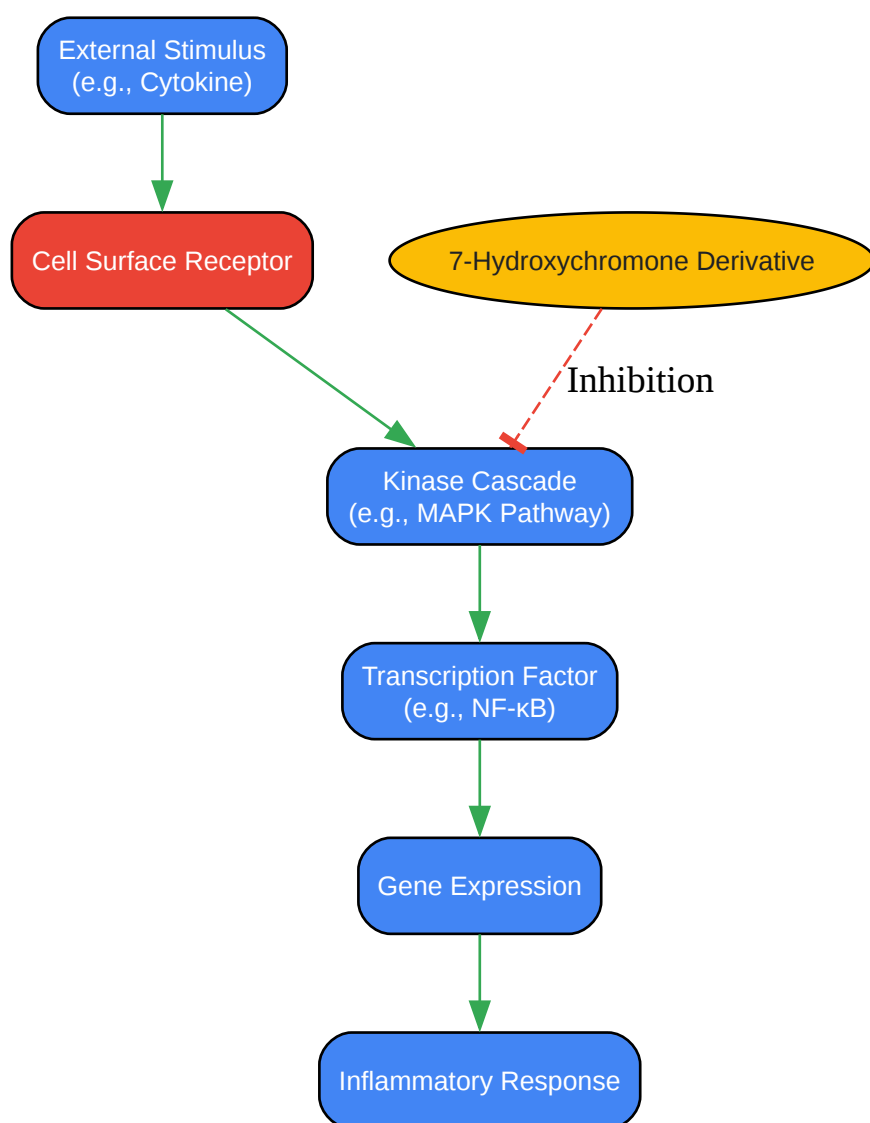 External Stimulus
(e.g., Cytokine)
Cell Surface Receptor
7-Hydroxychromone Derivative
Inhibition
Kinase Cascade
(e.g., MAPK Pathway)
Transcription Factor
(e.g., NF-κB)
Gene Expression
Inflammatory Response